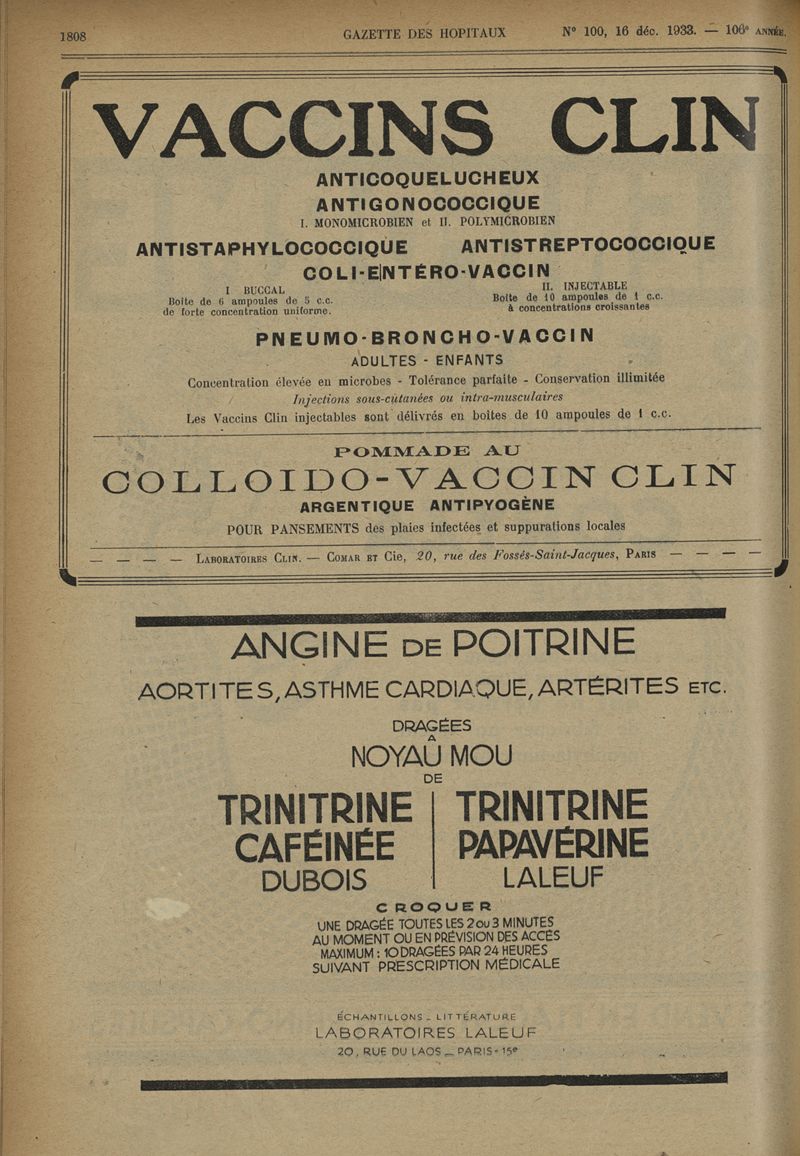 1808 GAZETTE DES HOPITAUX N° 100, 16 déc. 1933. — 106e ANNÉE.
VACCINS CLIN
ANTICOQUELUCHEUX
ANTIGONOCOCCIQUE
I. MONOMICROBIEN et II. POLYMICROBIEN
ANTISTAPHYLOCOCCIQUE ANTISTREPTOCOCCIQUE
COLI-ENTÉRO-VACCIN
I BUCCAL
Boîte de 6 ampoules de 5 c.c.
de forte concentration uniforme.
II. INJECTABLE
Boîte de 10 ampoules de 1 c.c.
à concentrations croissantes
PNEUMO-BRONCHO-VACCIN
ADULTES - ENFANTS
Concentration élevée en microbes - Tolérance parfaite - Conservation illimitée
Injections sous-cutanées ou intra-musculaires
Les Vaccins Clin injectables sont délivrés en boîtes de 10 ampoules de 1 c.c.
POMMADE AU
COLLOIDO-VACCIN CLIN
ARGENTIQUE ANTIPYOGÈNE
POUR PANSEMENTS des plaies infectées et suppurations locales
— — — — LABORATOIRES CLIN. — COMAR ET Cie, 20, rue des Fossés-Saint-Jacques, PARIS — — — —
ANGINE DE POITRINE
AORTITES, ASTHME CARDIAQUE, ARTÉRITES ETC.
DRAGÉES
A
NOYAU MOU
DE
TRINITRINE
CAFÉINÉE
DUBOIS
TRINITRINE
PAPAVÉRINE
LALEUF
CROQUER
UNE DRAGÉE TOUTES LES 2 ou 3 MINUTES
AU MOMENT OU EN PRÉVISION DES ACCÈS
MAXIMUM : 10 DRAGÉES PAR 24 HEURES
SUIVANT PRESCRIPTION MÉDICALE
ÉCHANTILLONS - LITTÉRATURE
LABORATOIRES LALEUF
20, RUE DU LAOS - PARIS-15e